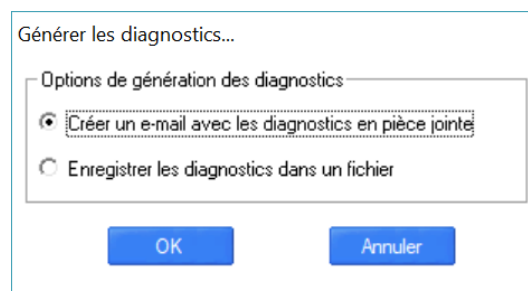 Générer les diagnostics...
Options de génération des diagnostics
Créer un e-mail avec les diagnostics en pièce jointe
Enregistrer les diagnostics dans un fichier
OK
Annuler